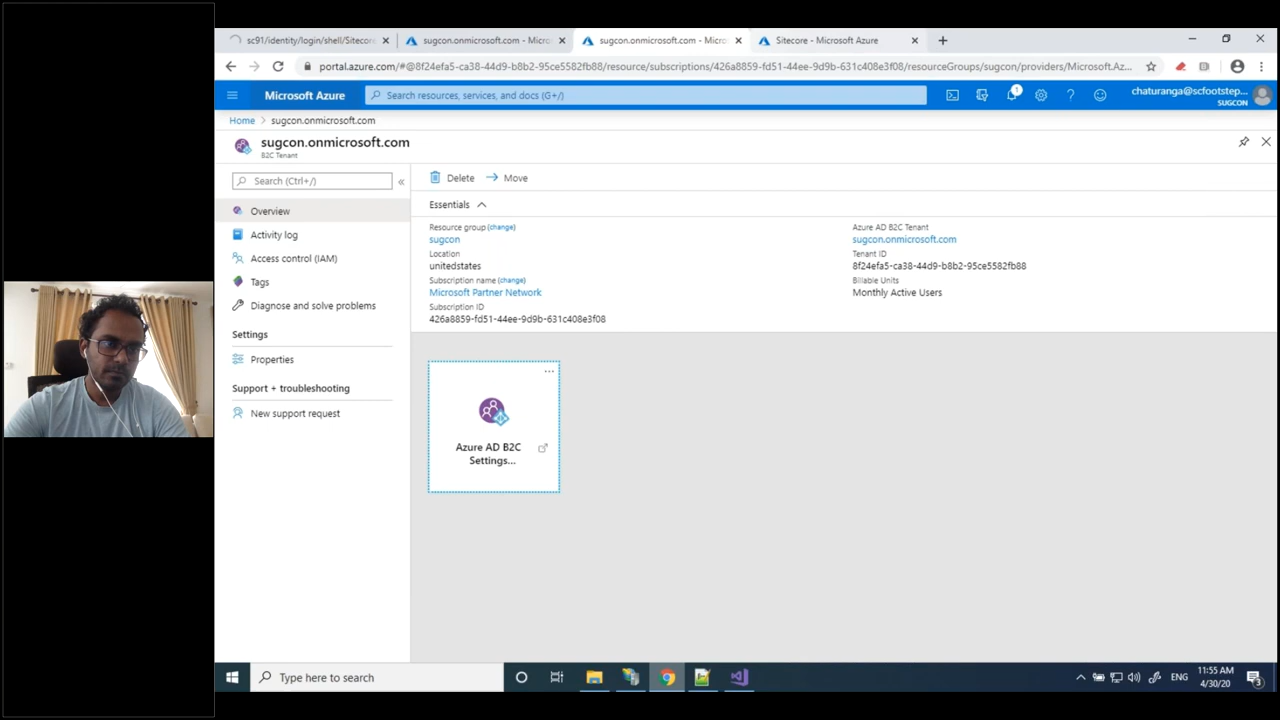 sc91/identity/login/shell/Sitecore
sugcon.onmicrosoft.com - Micro
sugcon.onmicrosoft.com - Micro
Sitecore - Microsoft Azure
portal.azure.com/#@8f24efa5-ca38-44d9-b8b2-95ce5582fb88/resource/subscriptions/426a8859-fd51-44ee-9d9b-631c408e3f08/resourceGroups/sugcon/providers/Microsoft.Az...
Microsoft Azure
Search resources, services, and docs (G+/)
1
chaturanga@scfootstep...
SUGCON
Home > sugcon.onmicrosoft.com
sugcon.onmicrosoft.com
B2C Tenant
Search (Ctrl+/)
Overview
Activity log
Access control (IAM)
Tags
Diagnose and solve problems
Settings
Properties
Support + troubleshooting
New support request
Delete
Move
Essentials
Resource group (change)
sugcon
Location
unitedstates
Subscription name (change)
Microsoft Partner Network
Subscription ID
426a8859-fd51-44ee-9d9b-631c408e3f08
Azure AD B2C Tenant
sugcon.onmicrosoft.com
Tenant ID
8f24efa5-ca38-44d9-b8b2-95ce5582fb88
Billable Units
Monthly Active Users
Azure AD B2C
Settings...
Type here to search
ENG
11:55 AM
4/30/20
3